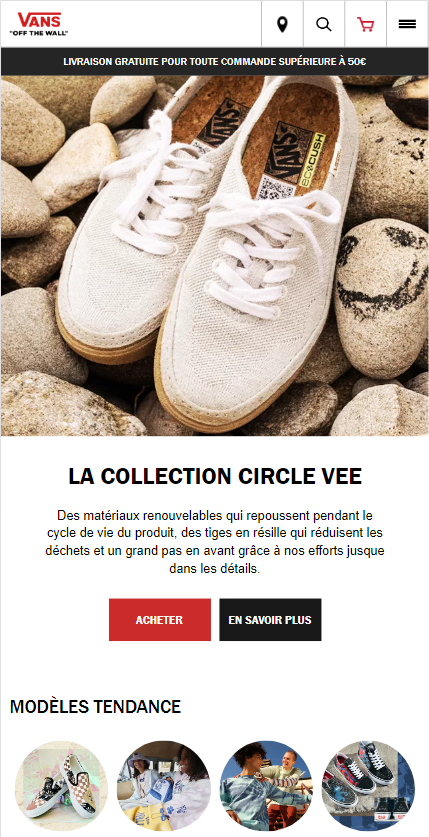 VANS
"OFF THE WALL"
LIVRAISON GRATUITE POUR TOUTE COMMANDE SUPÉRIEURE À 50€
VANS
VANS
ECOCUSH
LA COLLECTION CIRCLE VEE
Des matériaux renouvelables qui repoussent pendant le
cycle de vie du produit, des tiges en résille qui réduisent les
déchets et un grand pas en avant grâce à nos efforts jusque
dans les détails.
ACHETER
EN SAVOIR PLUS
MODÈLES TENDANCE